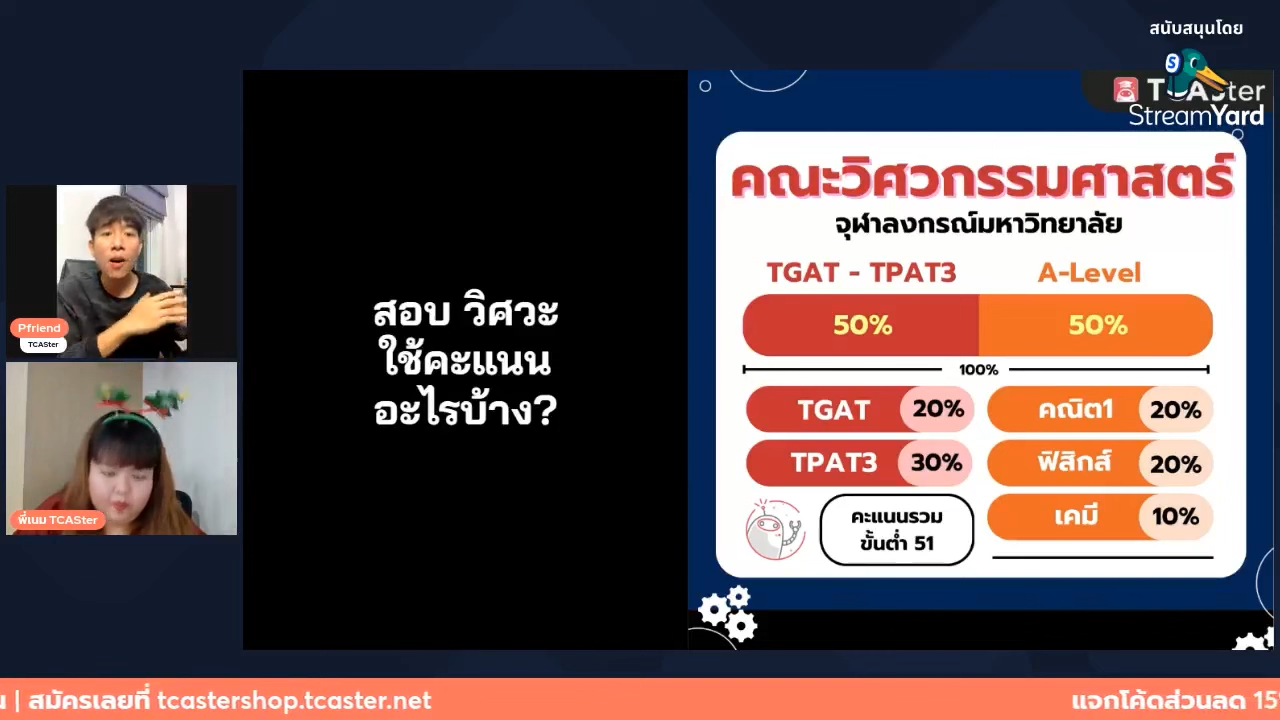 สนับสนุนโดย
TCASter
StreamYard
คณะวิศวกรรมศาสตร์
จุฬาลงกรณ์มหาวิทยาลัย
TGAT - TPAT3
A-Level
50%
50%
100%
TGAT 20%
คณิต1 20%
TPAT3 30%
ฟิสิกส์ 20%
คะแนนรวม
ขั้นต่ำ 51
เคมี 10%
สอบ วิศวะ
ใช้คะแนน
อะไรบ้าง?
Pfriend
TCASter
พี่เนม TCASter
| สมัครเลยที่ tcastershop.tcaster.net
แจกโค้ดส่วนลด 15